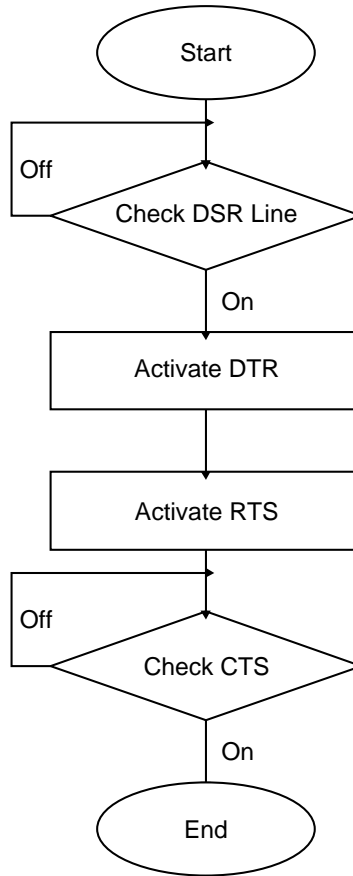 Start
Off
Check DSR Line
On
Activate DTR
Activate RTS
Off
Check CTS
On
End